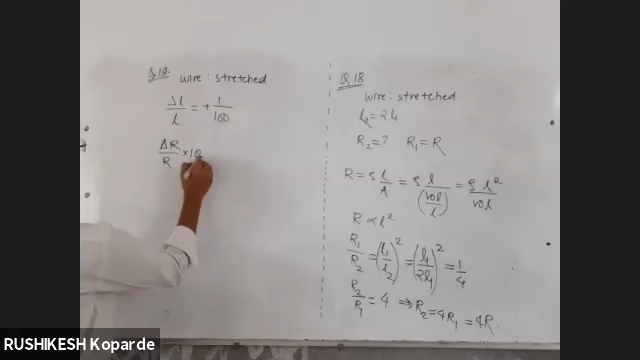 Q.19. wire: stretched
Δl/l = + 1/100
ΔR/R × 10
Q.18
wire: stretched.
l₂ = 2l₁
R₂ = ? R₁ = R
R = ρ l/A = ρ l/(vol/l) = ρ l²/vol
R ∝ l²
R₁/R₂ = (l₁/l₂)² = (l₁/2l₁)² = 1/4
R₂/R₁ = 4 ⇒ R₂ = 4R₁ = 4R.
RUSHIKESH Koparde